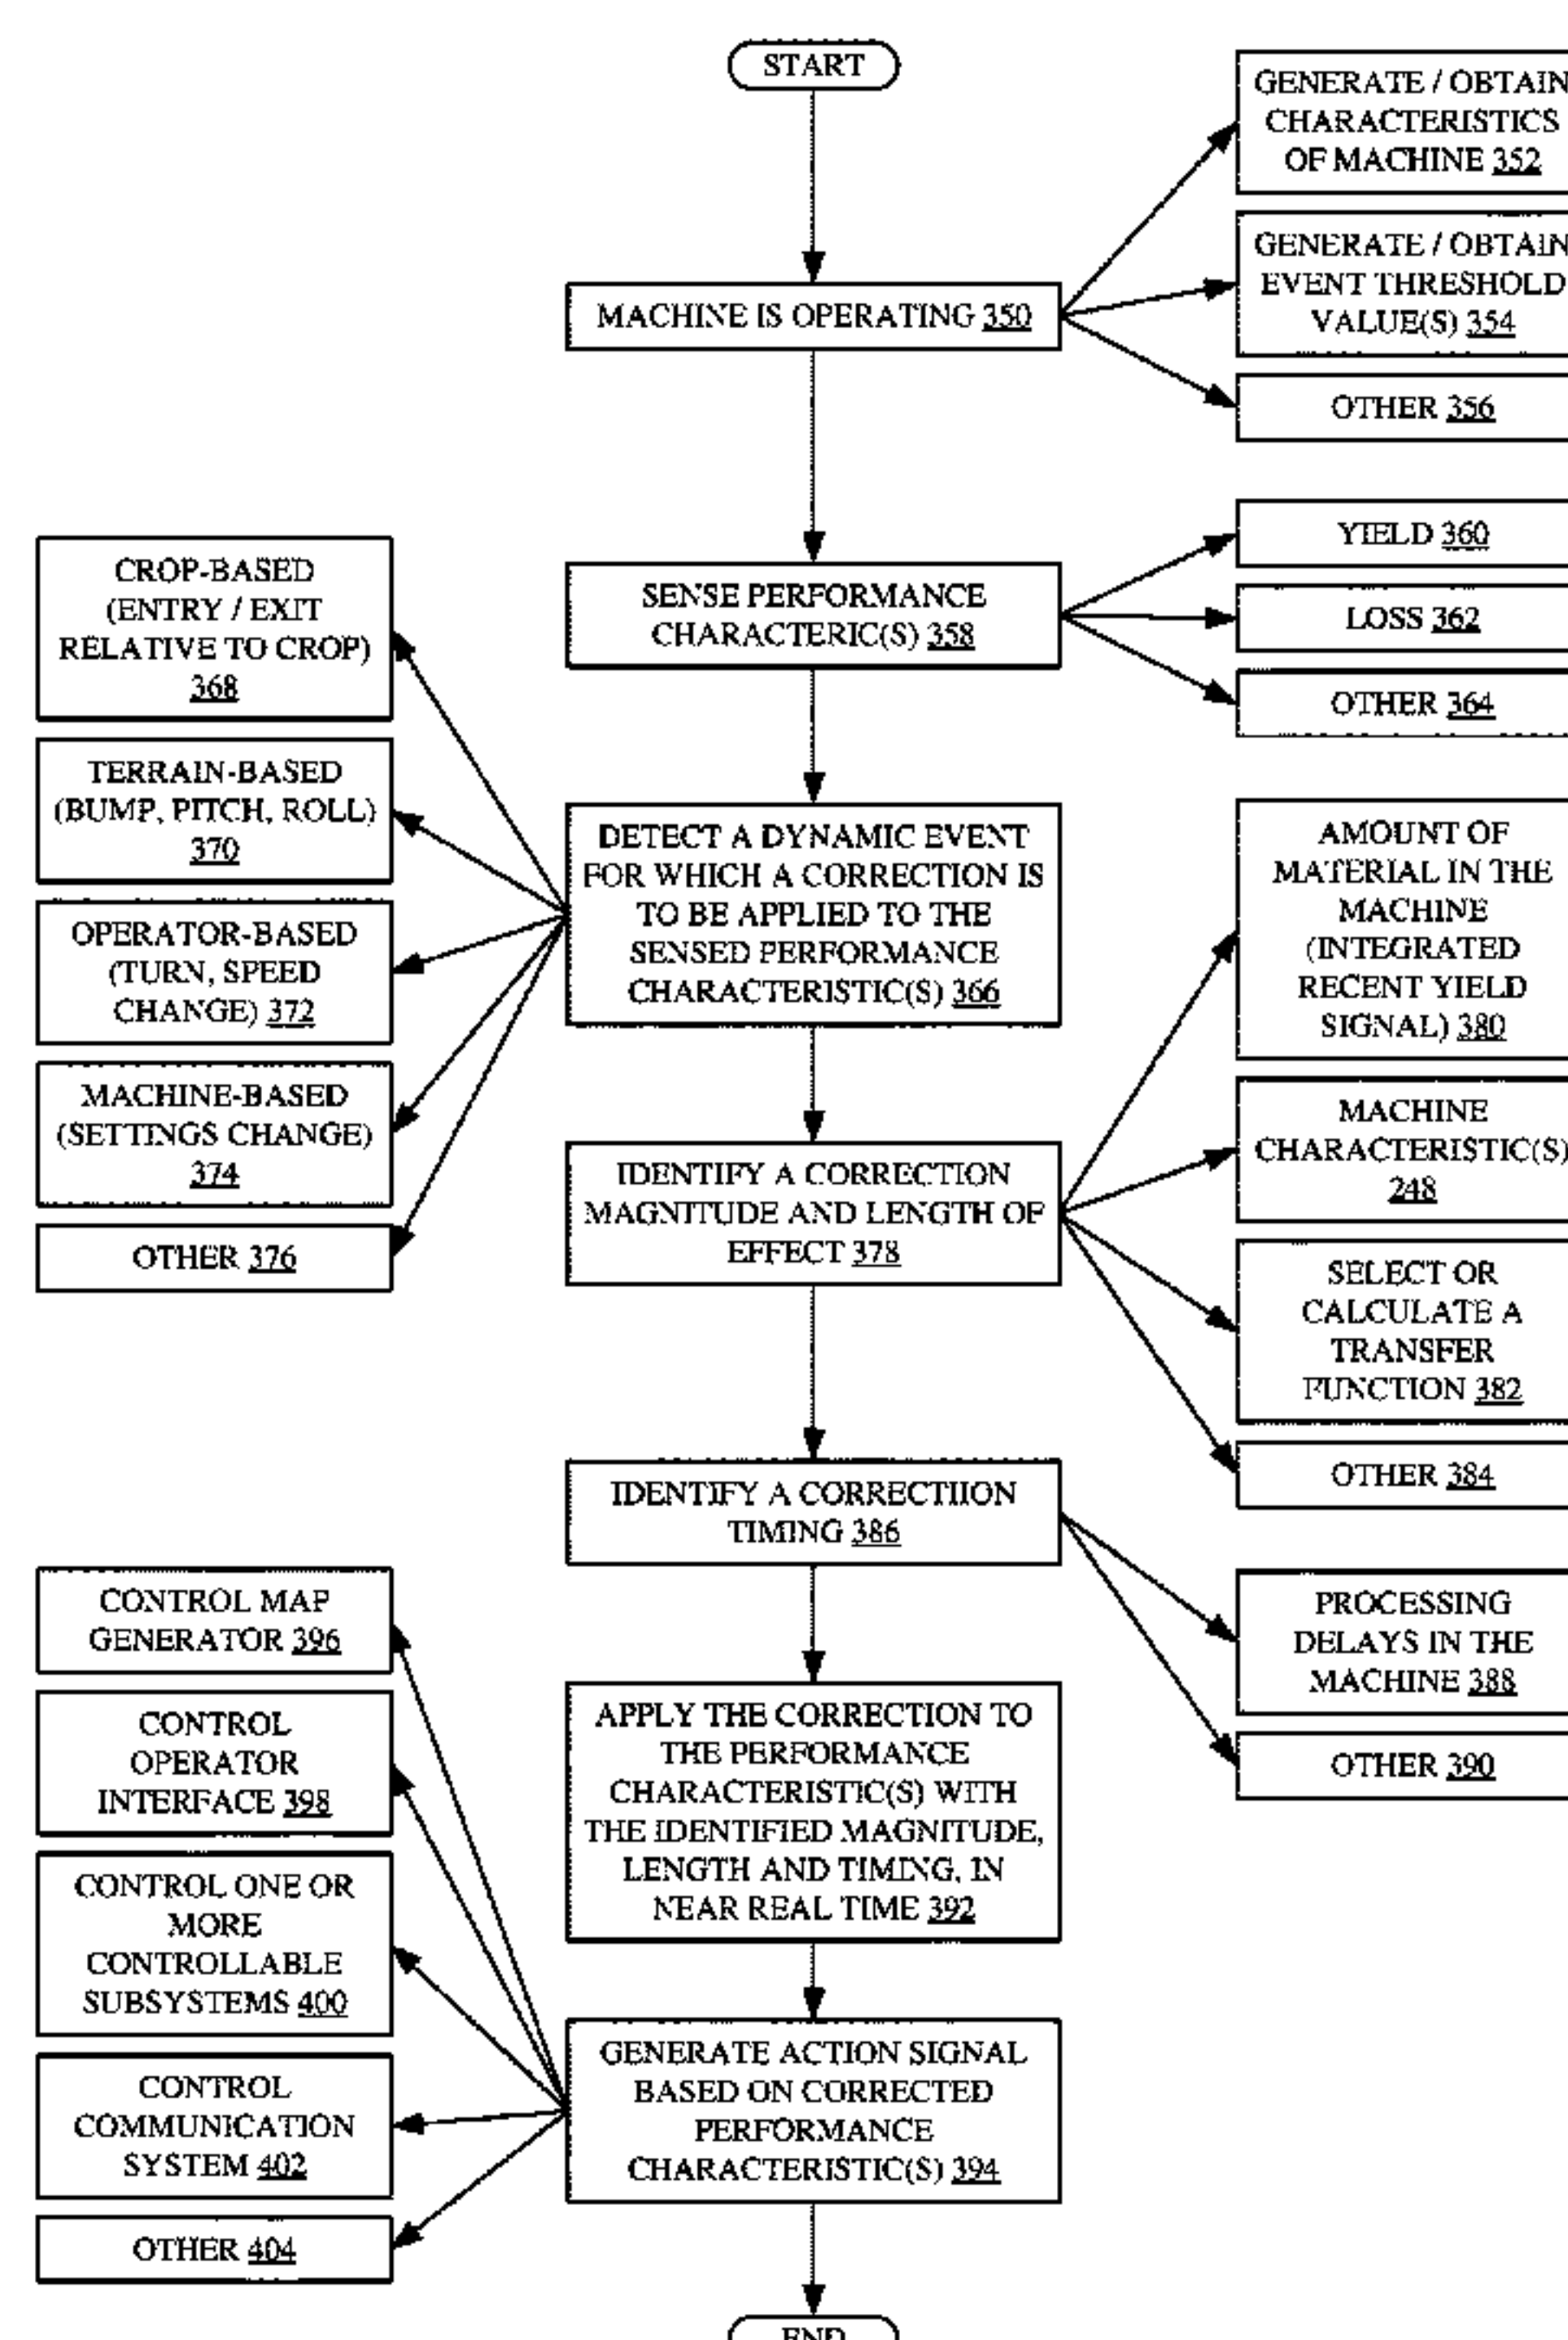 START
MACHINE IS OPERATING 350
GENERATE / OBTAIN
CHARACTERISTICS
OF MACHINE 352
GENERATE / OBTAIN
EVENT THRESHOLD
VALUE(S) 354
OTHER 356
SENSE PERFORMANCE
CHARACTERIC(S) 358
YIELD 360
LOSS 362
OTHER 364
DETECT A DYNAMIC EVENT
FOR WHICH A CORRECTION IS
TO BE APPLIED TO THE
SENSED PERFORMANCE
CHARACTERISTIC(S) 366
CROP-BASED
(ENTRY / EXIT
RELATIVE TO CROP)
368
TERRAIN-BASED
(BUMP, PITCH, ROLL)
370
OPERATOR-BASED
(TURN, SPEED
CHANGE) 372
MACHINE-BASED
(SETTINGS CHANGE)
374
OTHER 376
IDENTIFY A CORRECTION
MAGNITUDE AND LENGTH OF
EFFECT 378
AMOUNT OF
MATERIAL IN THE
MACHINE
(INTEGRATED
RECENT YIELD
SIGNAL) 380
MACHINE
CHARACTERISTIC(S)
248
SELECT OR
CALCULATE A
TRANSFER
FUNCTION 382
OTHER 384
IDENTIFY A CORRECTIION
TIMING 386
PROCESSING
DELAYS IN THE
MACHINE 388
OTHER 390
APPLY THE CORRECTION TO
THE PERFORMANCE
CHARACTERISTIC(S) WITH
THE IDENTIFIED MAGNITUDE,
LENGTH AND TIMING, IN
NEAR REAL TIME 392
GENERATE ACTION SIGNAL
BASED ON CORRECTED
PERFORMANCE
CHARACTERISTIC(S) 394
CONTROL MAP
GENERATOR 396
CONTROL
OPERATOR
INTERFACE 398
CONTROL ONE OR
MORE
CONTROLLABLE
SUBSYSTEMS 400
CONTROL
COMMUNICATION
SYSTEM 402
OTHER 404
END